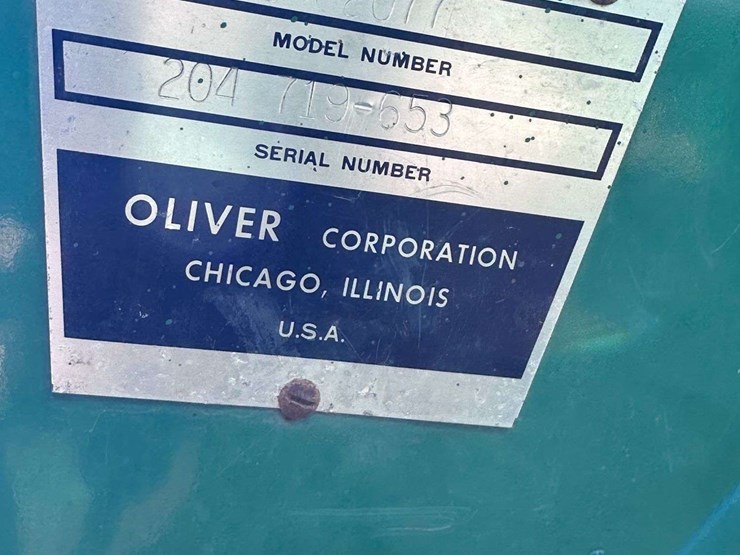 MODEL NUMBER
204 719-653
SERIAL NUMBER
OLIVER CORPORATION
CHICAGO, ILLINOIS
U.S.A.